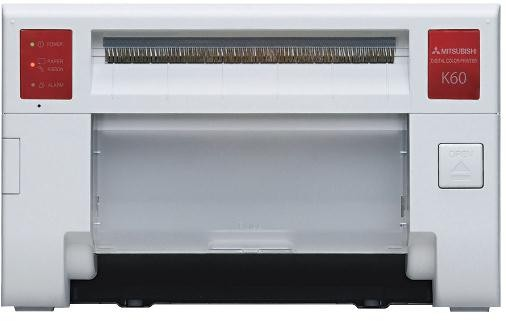 POWER
PAPER
RIBBON
ALARM
MITSUBISHI
DIGITAL COLOR PRINTER
K60
OPEN